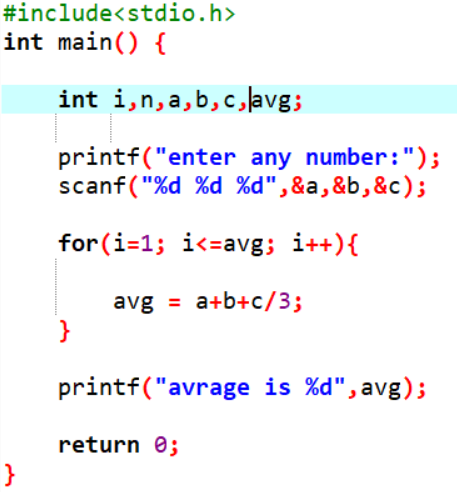 #include<stdio.h>
int main() {
int i,n,a,b,c,avg;
printf("enter any number:");
scanf("%d %d %d",&a,&b,&c);
for(i=1; i<=avg; i++){
avg = a+b+c/3;
}
printf("avrage is %d",avg);
return 0;
}